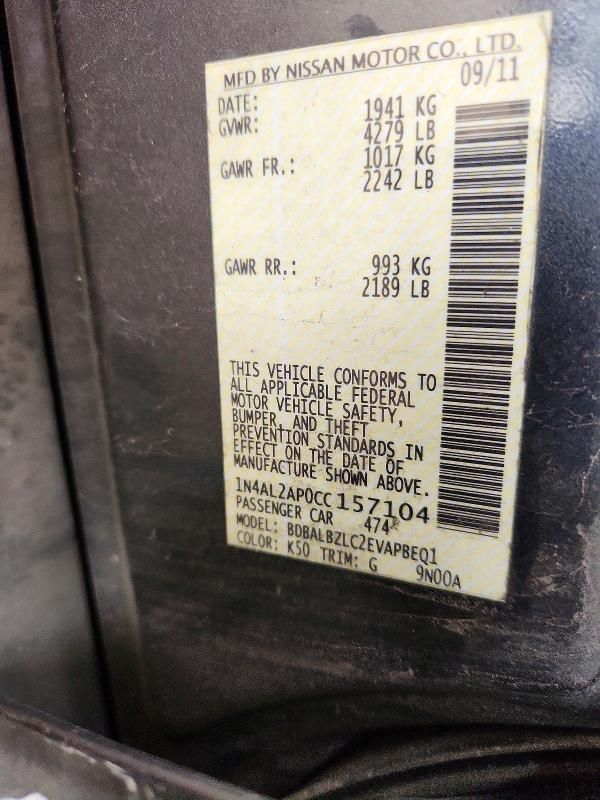 MFD BY NISSAN MOTOR CO., LTD.
DATE: 09/11
GVWR: 1941 KG
4279 LB
GAWR FR.: 1017 KG
2242 LB
GAWR RR.: 993 KG
2189 LB
THIS VEHICLE CONFORMS TO
ALL APPLICABLE FEDERAL
MOTOR VEHICLE SAFETY,
BUMPER, AND THEFT
PREVENTION STANDARDS IN
EFFECT ON THE DATE OF
MANUFACTURE SHOWN ABOVE.
1N4AL2AP0CC157104
PASSENGER CAR 474
MODEL: BDBALBZLC2EVAPBEQ1
COLOR: K50 TRIM: G 9N00A